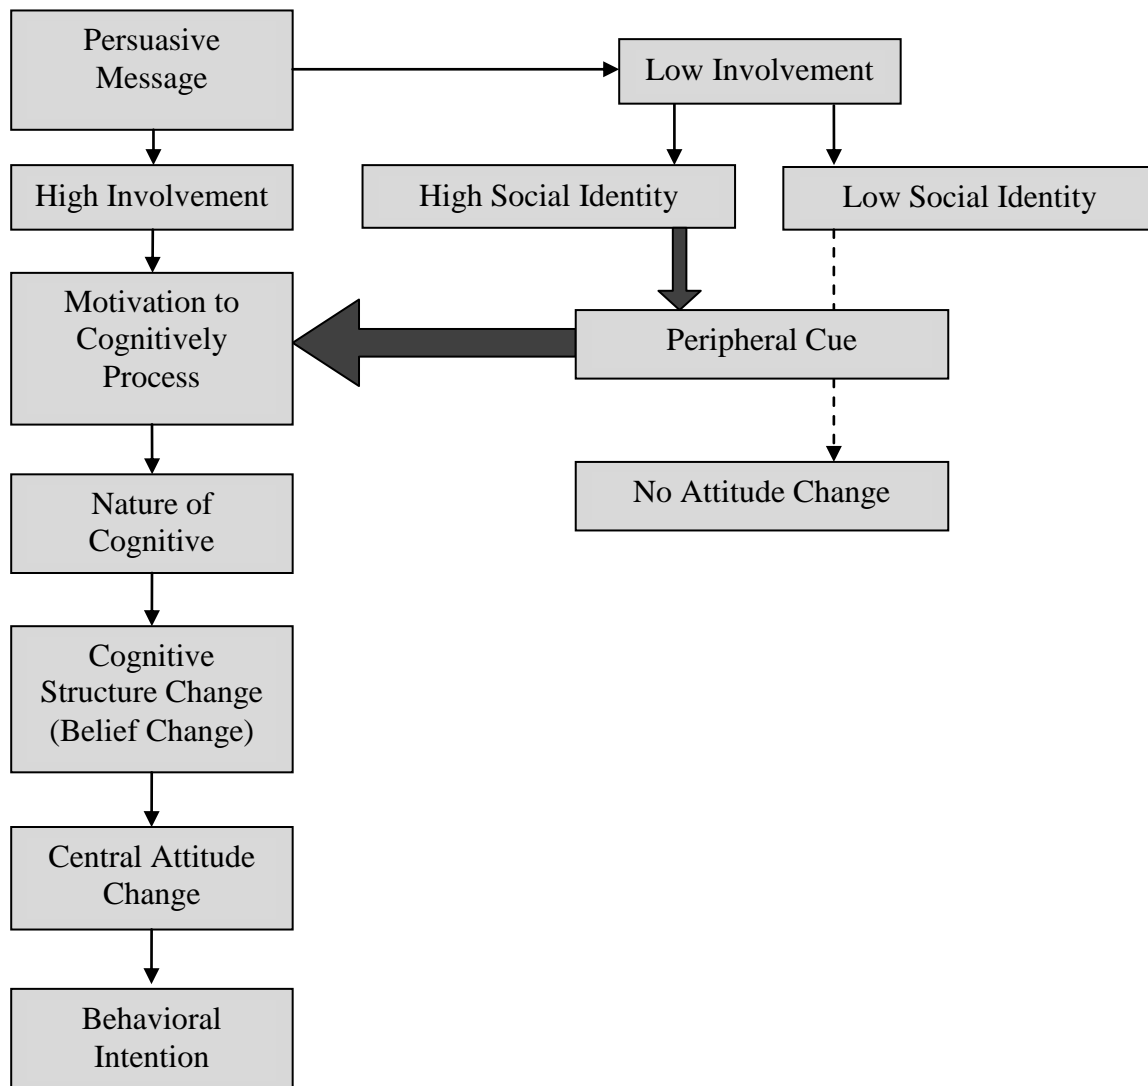 Persuasive
Message
Low Involvement
High Involvement
High Social Identity
Low Social Identity
Motivation to
Cognitively
Process
Peripheral Cue
Nature of
Cognitive
No Attitude Change
Cognitive
Structure Change
(Belief Change)
Central Attitude
Change
Behavioral
Intention